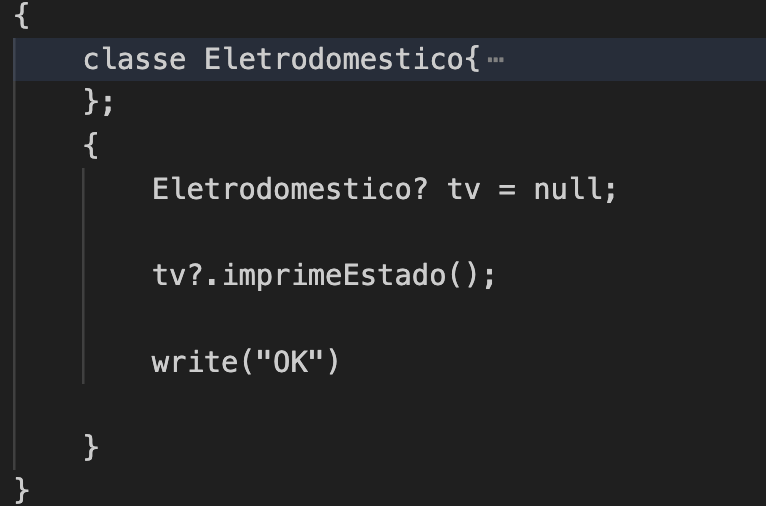 {
classe Eletrodomestico{ ⋯
};
{
Eletrodomestico? tv = null;
tv?.imprimeEstado();
write("OK")
}
}